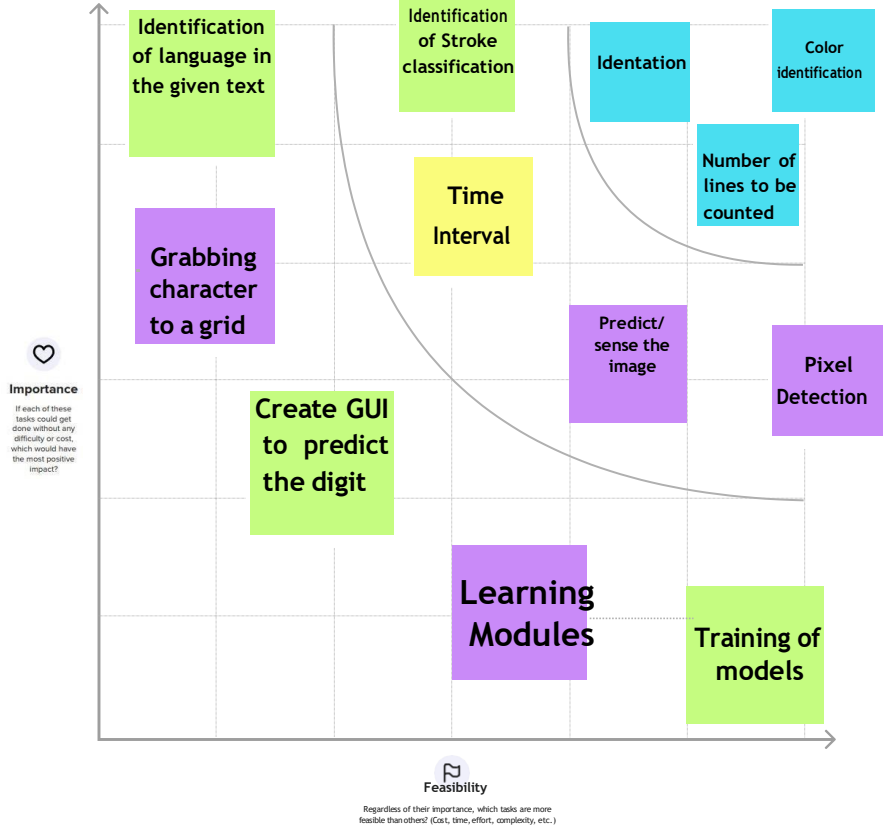 Identification
of language in
the given text
Identification
of Stroke
classification
Identation
Color
identification
Number of
lines to be
counted
Time
Interval
Grabbing
character
to a grid
Predict/
sense the
image
Pixel
Detection
Importance
If each of these
tasks could get
done without any
difficulty or cost,
which would have
the most positive
impact?
Create GUI
to predict
the digit
Learning
Modules
Training of
models
Feasibility
Regardless of their importance, which tasks are more
feasible than others? (Cost, time, effort, complexity, etc.)